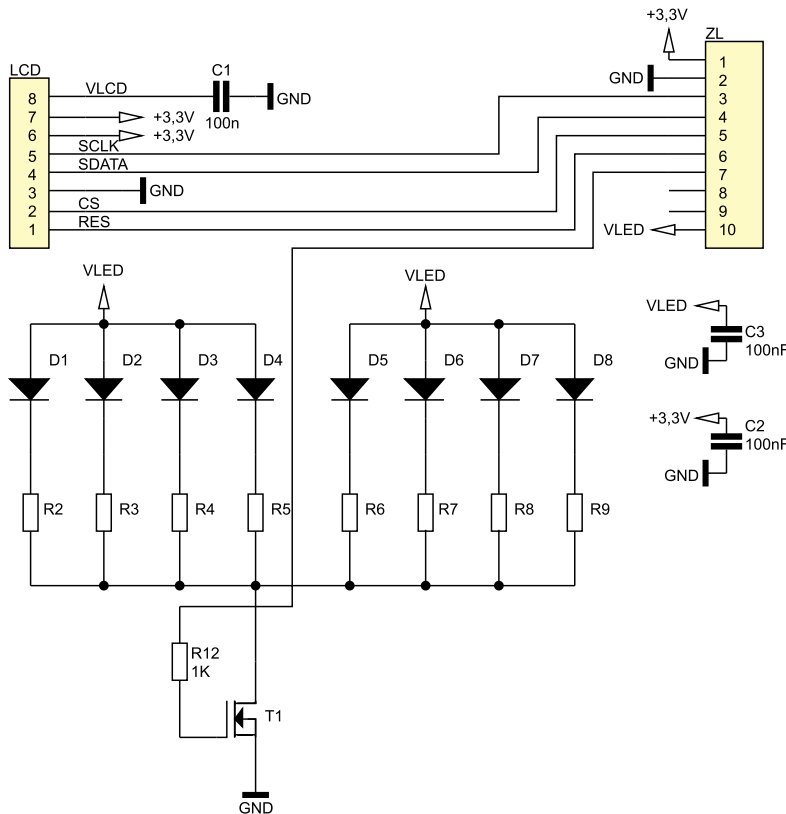 +3,3V
ZL
LCD
VLCD
C1
100n
GND
GND
8
7
6
5
4
3
2
1
+3,3V
+3,3V
SCLK
SDATA
GND
CS
RES
1
2
3
4
5
6
7
8
9
10
VLED
VLED
VLED
D1
D2
D3
D4
D5
D6
D7
D8
VLED
C3
100nF
GND
+3,3V
C2
100nF
GND
R2
R3
R4
R5
R6
R7
R8
R9
R12
1K
T1
GND